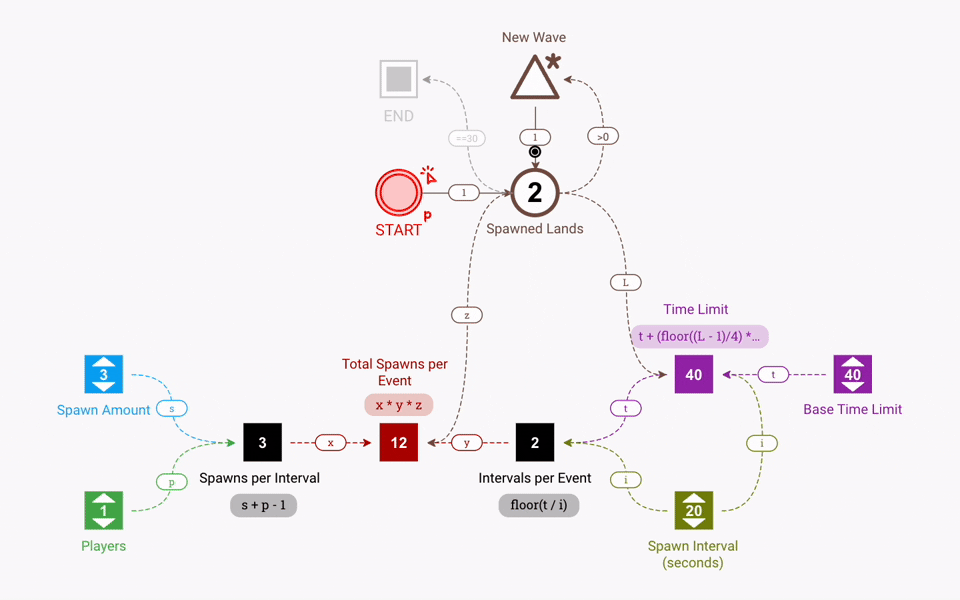 New Wave
*
END
==30
1
>0
START
p
1
2
Spawned Lands
L
z
Time Limit
t + (floor((L - 1)/4) *...
Total Spawns per
Event
x * y * z
3
Spawn Amount
s
40
t
40
Base Time Limit
t
3
x
12
y
2
i
Spawns per Interval
s + p - 1
Intervals per Event
floor(t / i)
p
i
1
Players
20
Spawn Interval
(seconds)